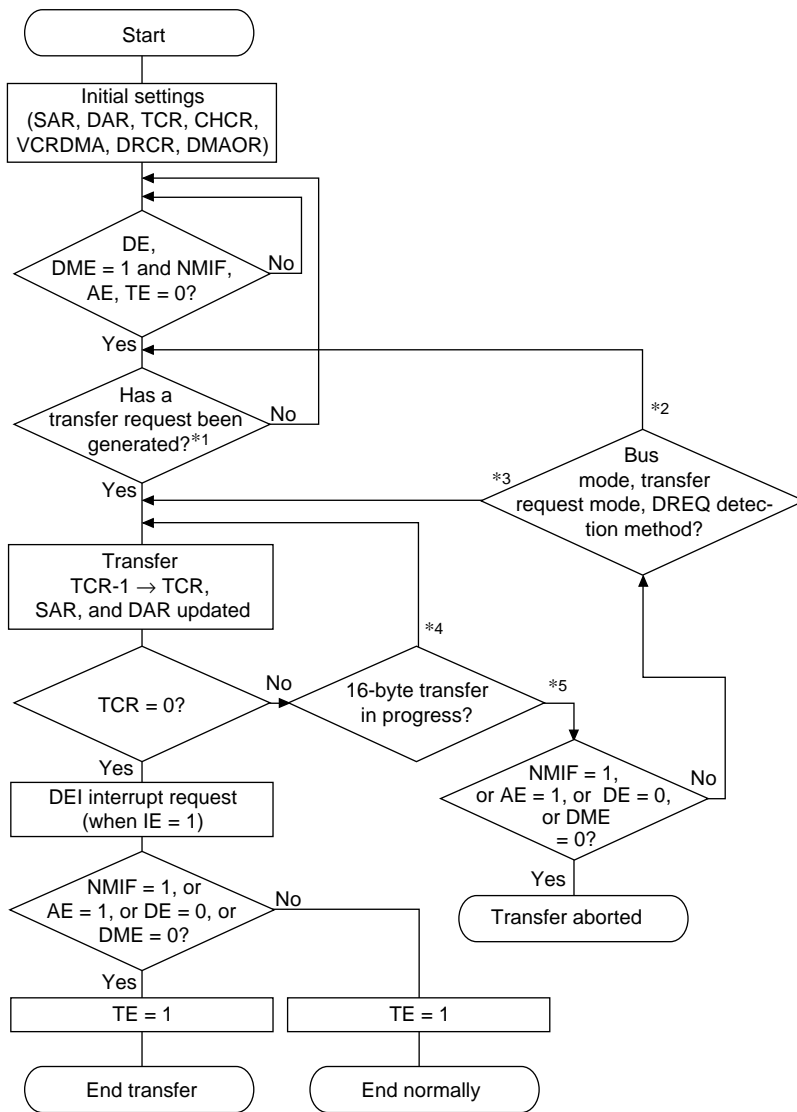 Start
Initial settings
(SAR, DAR, TCR, CHCR,
VCRDMA, DRCR, DMAOR)
DE,
DME = 1 and NMIF,
AE, TE = 0?
No
Yes
Has a
transfer request been
generated?*1
No
Yes
*2
Bus
mode, transfer
request mode, DREQ detec-
tion method?
*3
Transfer
TCR-1 → TCR,
SAR, and DAR updated
*4
TCR = 0?
No
16-byte transfer
in progress?
*5
Yes
NMIF = 1,
or AE = 1, or DE = 0,
or DME
= 0?
No
Yes
Transfer aborted
DEI interrupt request
(when IE = 1)
NMIF = 1, or
AE = 1, or DE = 0, or
DME = 0?
No
Yes
TE = 1
TE = 1
End transfer
End normally